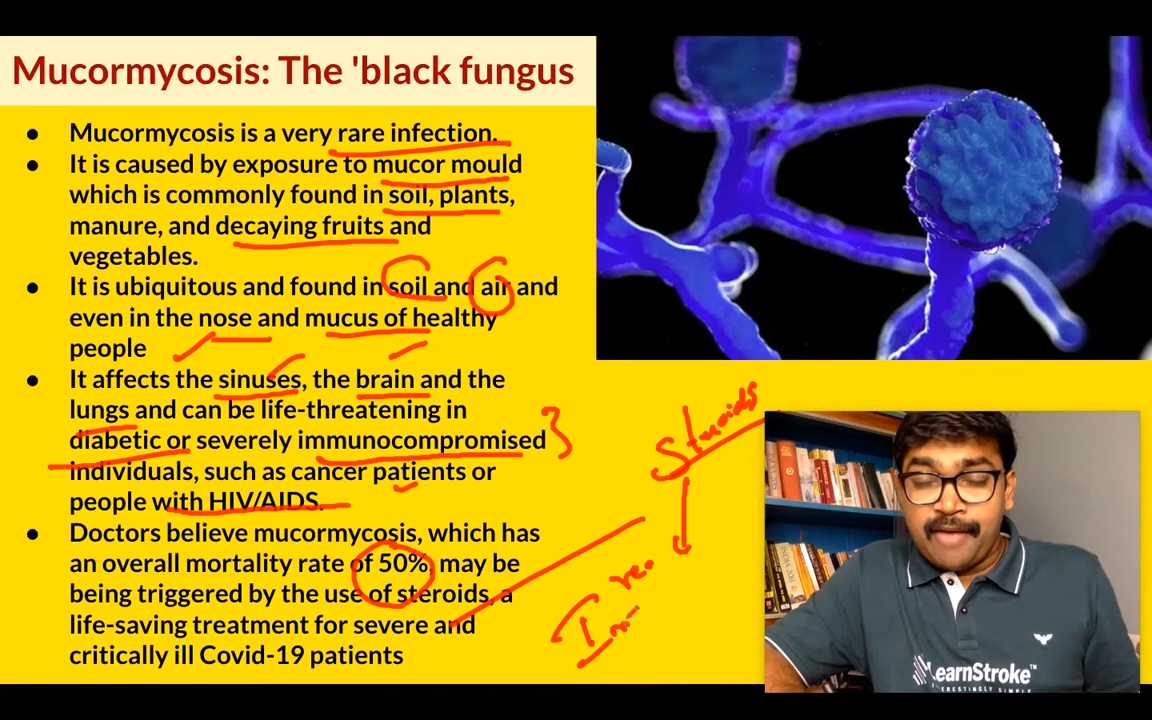 Mucormycosis: The 'black fungus
● Mucormycosis is a very rare infection.
● It is caused by exposure to mucor mould
which is commonly found in soil, plants,
manure, and decaying fruits and
vegetables.
● It is ubiquitous and found in soil and air and
even in the nose and mucus of healthy
people
● It affects the sinuses, the brain and the
lungs and can be life-threatening in
diabetic or severely immunocompromised
individuals, such as cancer patients or
people with HIV/AIDS.
● Doctors believe mucormycosis, which has
an overall mortality rate of 50%, may be
being triggered by the use of steroids, a
life-saving treatment for severe and
critically ill Covid-19 patients
Steroids
LearnStroke™
INTERESTINGLY SIMPLE